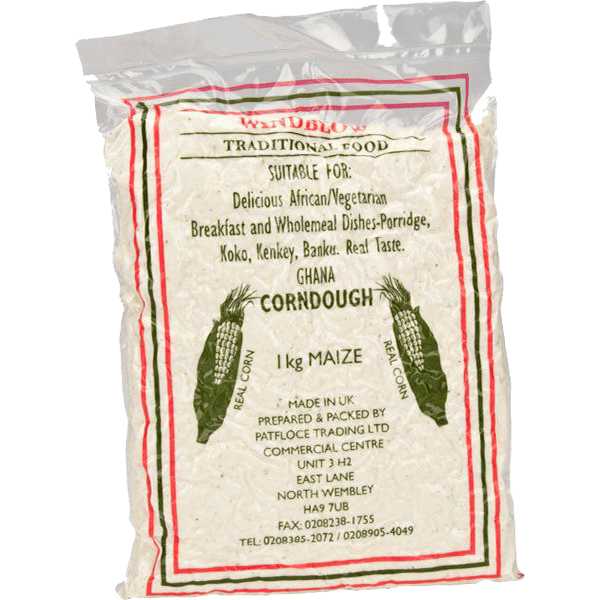 WINDBLOW
TRADITIONAL FOOD
SUITABLE FOR:
Delicious African/Vegetarian
Breakfast and Wholemeal Dishes-Porridge,
Koko, Kenkey, Banku. Real Taste.
GHANA
CORNDOUGH
1kg MAIZE
REAL CORN
REAL CORN
MADE IN UK
PREPARED & PACKED BY
PATFLOCE TRADING LTD
COMMERCIAL CENTRE
UNIT 3 H2
EAST LANE
NORTH WEMBLEY
HA9 7UB
FAX: 0208238-1755
TEL: 0208385-2072 / 0208905-4049